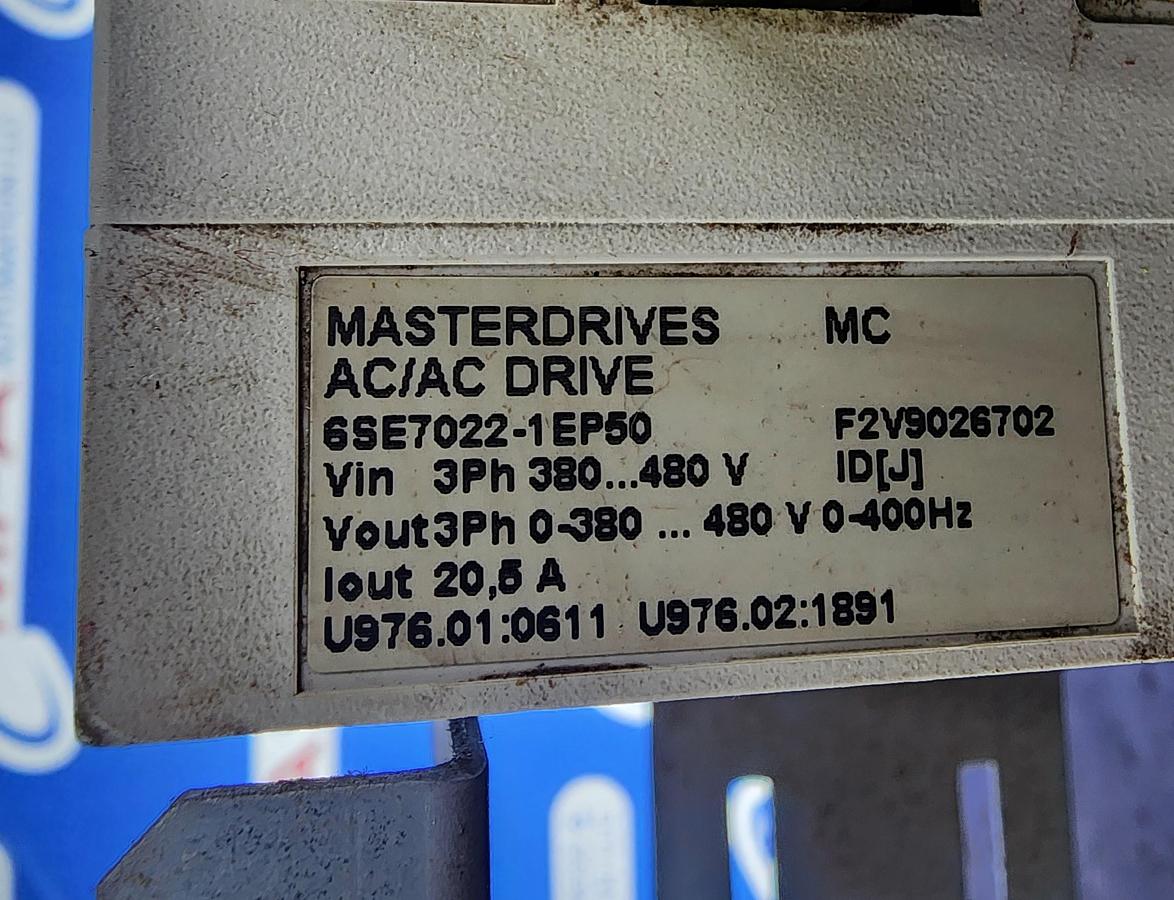 MASTERDRIVES MC
AC/AC DRIVE
6SE7022-1EP50 F2V9026702
Vin 3Ph 380...480 V ID[J]
Vout3Ph 0-380 ... 480 V 0-400Hz
Iout 20,5 A
U976.01:0611 U976.02:1891